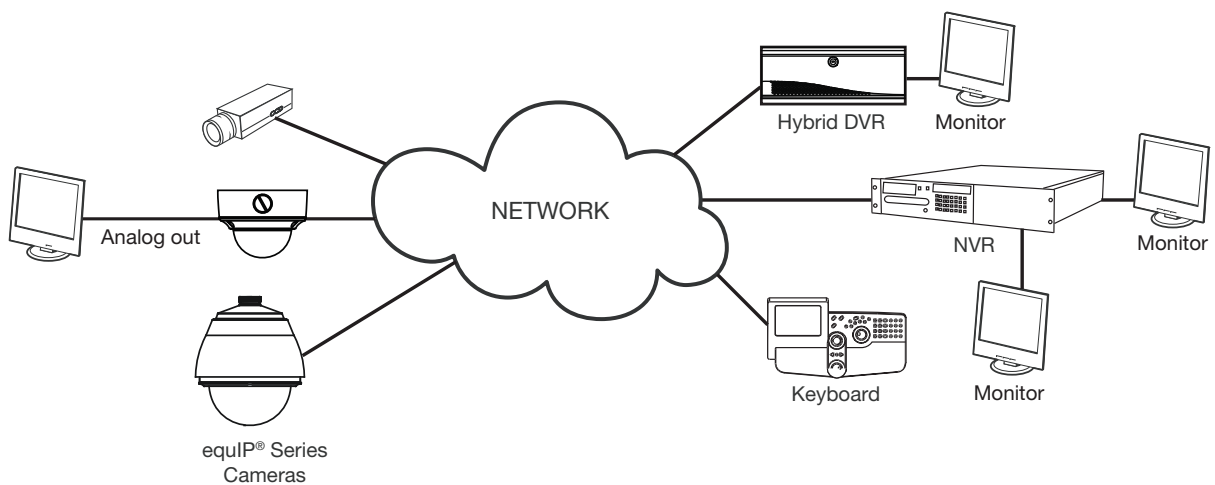 Hybrid DVR
Monitor
NETWORK
Analog out
NVR
Monitor
Keyboard
Monitor
equIP® Series
Cameras